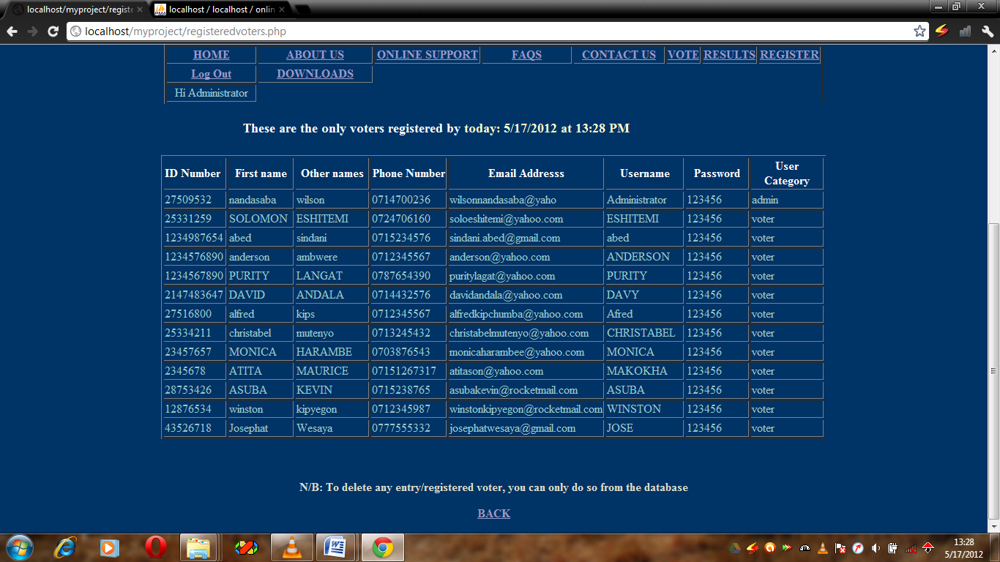 localhost/myproject/registe
localhost / localhost / onlin
localhost/myproject/registeredvoters.php
HOME ABOUT US ONLINE SUPPORT FAQS CONTACT US VOTE RESULTS REGISTER
Log Out DOWNLOADS
Hi Administrator
These are the only voters registered by today: 5/17/2012 at 13:28 PM
ID Number First name Other names Phone Number Email Addresss Username Password User Category
27509532 nandasaba wilson 0714700236 wilsonnandasaba@yaho Administrator 123456 admin
25331259 SOLOMON ESHITEMI 0724706160 soloeshitemi@yahoo.com ESHITEMI 123456 voter
1234987654 abed sindani 0715234576 sindani.abed@gmail.com abed 123456 voter
1234576890 anderson ambwere 0712345567 anderson@yahoo.com ANDERSON 123456 voter
1234567890 PURITY LANGAT 0787654390 puritylagat@yahoo.com PURITY 123456 voter
2147483647 DAVID ANDALA 0714432576 davidandala@yahoo.com DAVY 123456 voter
27516800 alfred kips 0712345567 alfredkipchumba@yahoo.com Afred 123456 voter
25334211 christabel mutenyo 0713245432 christabelmutenyo@yahoo.com CHRISTABEL 123456 voter
23457657 MONICA HARAMBE 0703876543 monicaharambee@yahoo.com MONICA 123456 voter
2345678 ATITA MAURICE 07151267317 atitason@yahoo.com MAKOKHA 123456 voter
28753426 ASUBA KEVIN 0715238765 asubakevin@rocketmail.com ASUBA 123456 voter
12876534 winston kipyegon 0712345987 winstonkipyegon@rocketmail.com WINSTON 123456 voter
43526718 Josephat Wesaya 0777555332 josephatwesaya@gmail.com JOSE 123456 voter
N/B: To delete any entry/registered voter, you can only do so from the database
BACK
13:28
5/17/2012